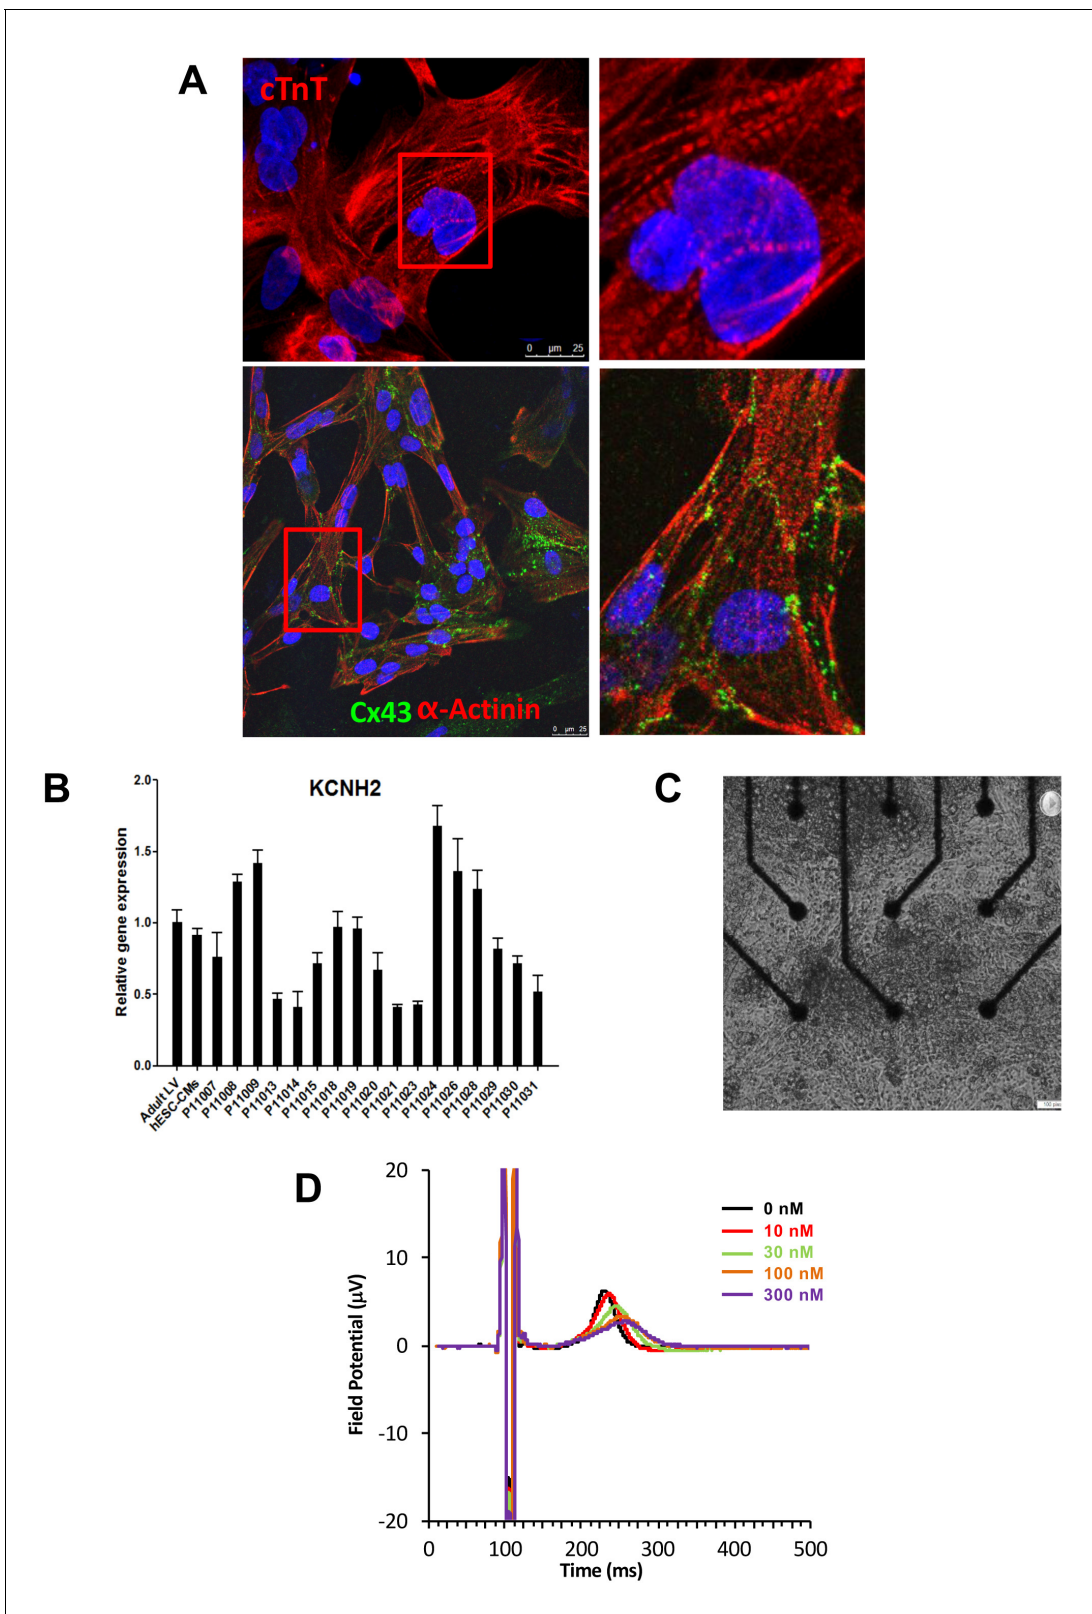 A
cTnT
0 µm 25
Cx43 α-Actinin
0 µm 25
B
KCNH2
Relative gene expression
2.0
1.5
1.0
0.5
0.0
Adult LV
hESC-CMs
P11007
P11008
P11009
P11013
P11014
P11015
P11018
P11019
P11020
P11021
P11023
P11024
P11026
P11028
P11029
P11030
P11031
C
D
Field Potential (µV)
20
10
0
-10
-20
0 nM
10 nM
30 nM
100 nM
300 nM
0 100 200 300 400 500
Time (ms)